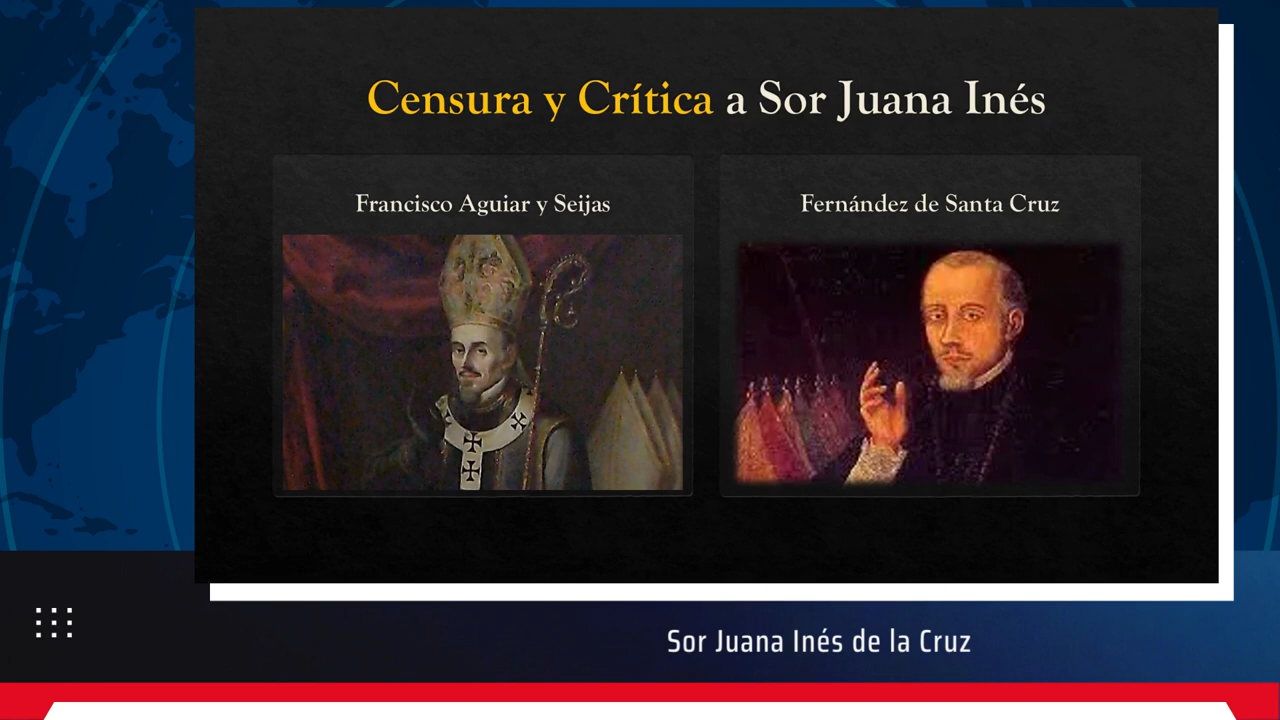 Censura y Crítica a Sor Juana Inés
Francisco Aguiar y Seijas
Fernández de Santa Cruz
Sor Juana Inés de la Cruz